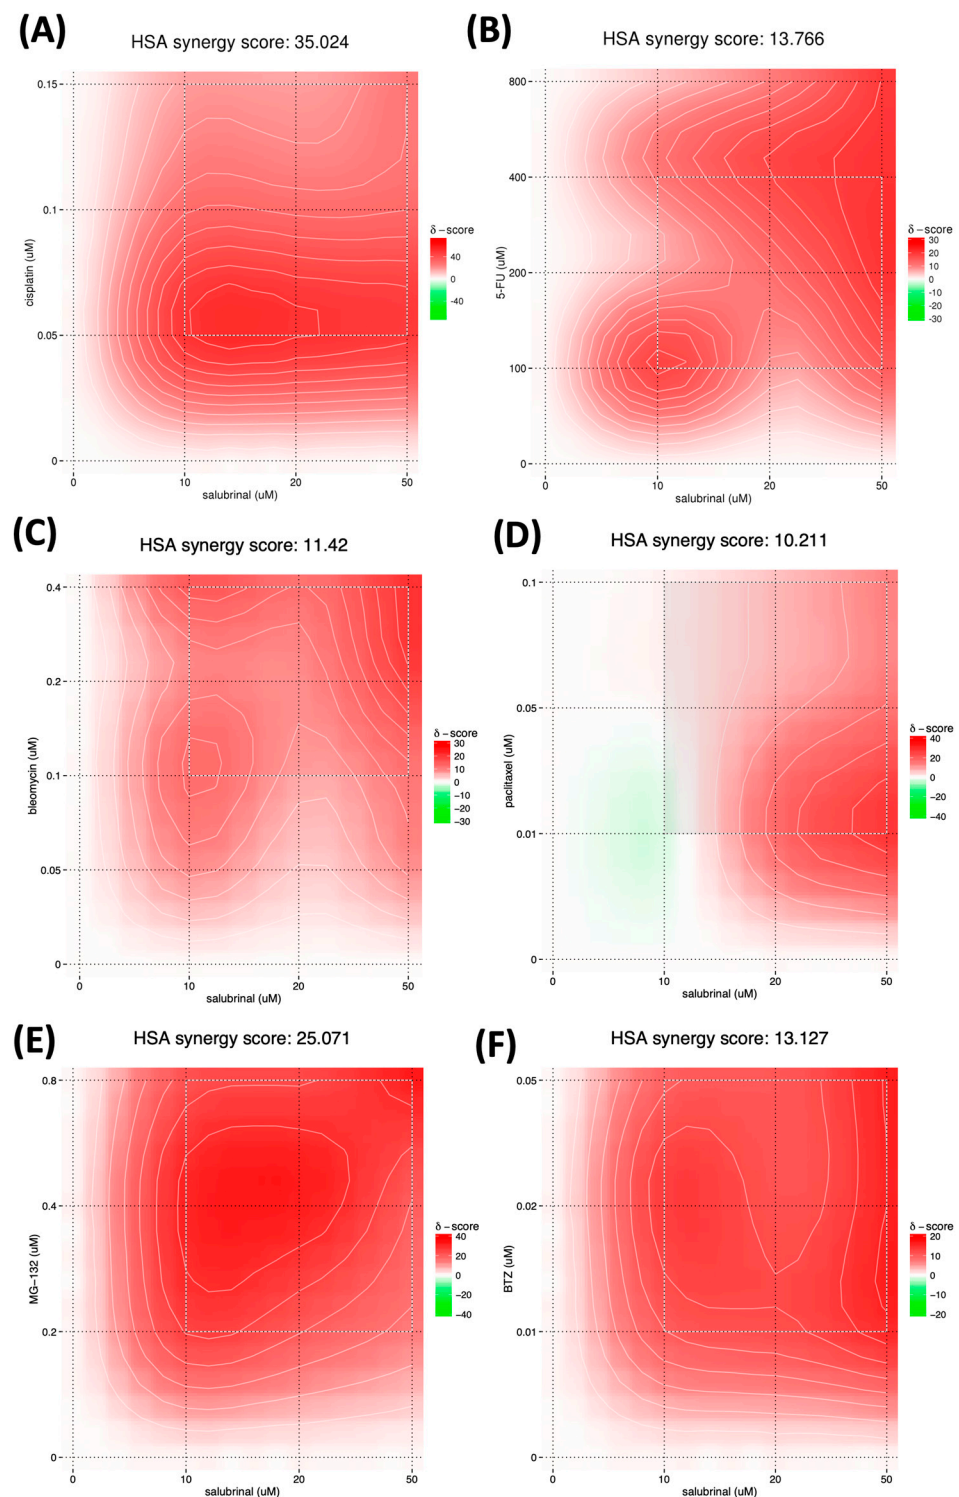 (A)
HSA synergy score: 35.024
0.15
0.1
0.05
0
cisplatin (uM)
0
10
20
50
salubrinal (uM)
δ – score
40
0
-40
(B)
HSA synergy score: 13.766
800
400
200
100
0
5-FU (uM)
0
10
20
50
salubrinal (uM)
δ – score
30
20
10
0
-10
-20
-30
(C)
HSA synergy score: 11.42
0.4
0.2
0.1
0.05
0
bleomycin (uM)
0
10
20
50
salubrinal (uM)
δ – score
30
20
10
0
−10
−20
−30
(D)
HSA synergy score: 10.211
0.1
0.05
0.01
0
paclitaxel (uM)
0
10
20
50
salubrinal (uM)
δ – score
40
20
0
−20
−40
(E)
HSA synergy score: 25.071
0.8
0.4
0.2
0
MG−132 (uM)
0
10
20
50
salubrinal (uM)
δ – score
40
20
0
−20
−40
(F)
HSA synergy score: 13.127
0.05
0.02
0.01
0
BTZ (uM)
0
10
20
50
salubrinal (uM)
δ – score
20
10
0
−10
−20